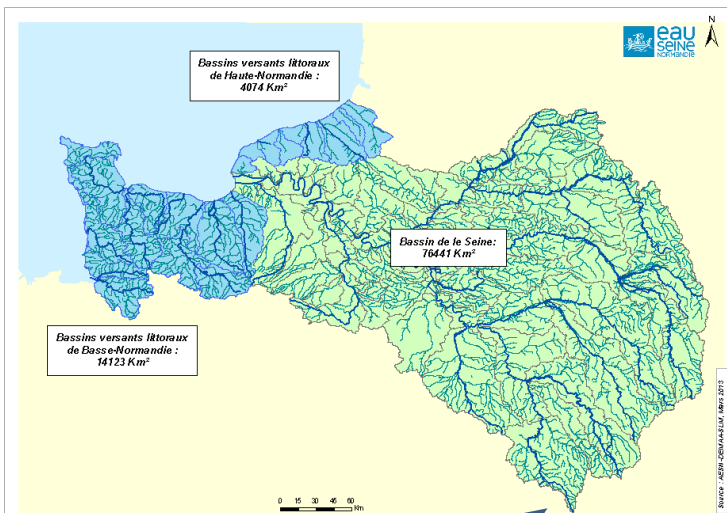 N
eau
SEINE
NORMANDIE
Bassins versants littoraux
de Haute-Normandie :
4074 Km²
Bassin de le Seine:
76441 Km²
Bassins versants littoraux
de Basse-Normandie :
14123 Km²
0 15 30 45 60
Km
Source : AESN-DEMAA-SLM, Mars 2013